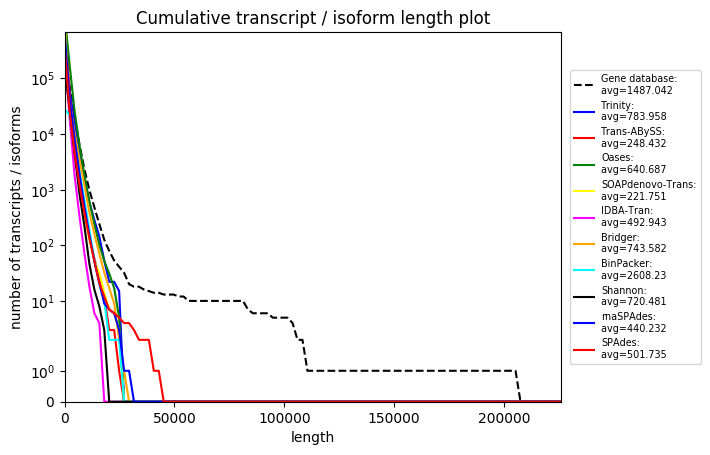 Cumulative transcript / isoform length plot
number of transcripts / isoforms
10^5
10^4
10^3
10^2
10^1
10^0
0
0
50000
100000
150000
200000
length
Gene database:
avg=1487.042
Trinity:
avg=783.958
Trans-ABySS:
avg=248.432
Oases:
avg=640.687
SOAPdenovo-Trans:
avg=221.751
IDBA-Tran:
avg=492.943
Bridger:
avg=743.582
BinPacker:
avg=2608.23
Shannon:
avg=720.481
rnaSPAdes:
avg=440.232
SPAdes:
avg=501.735